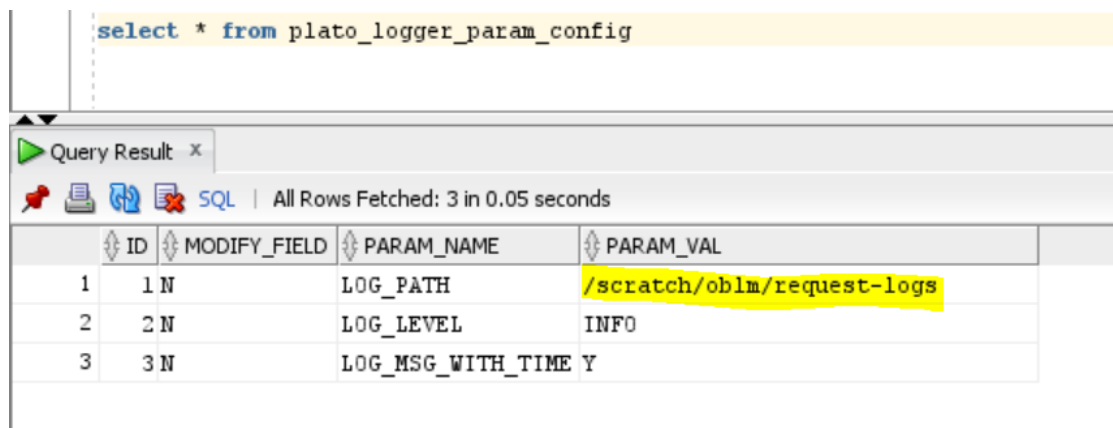 select * from plato_logger_param_config
Query Result x
SQL | All Rows Fetched: 3 in 0.05 seconds
ID MODIFY_FIELD PARAM_NAME PARAM_VAL
1 1 N LOG_PATH /scratch/oblm/request-logs
2 2 N LOG_LEVEL INFO
3 3 N LOG_MSG_WITH_TIME Y